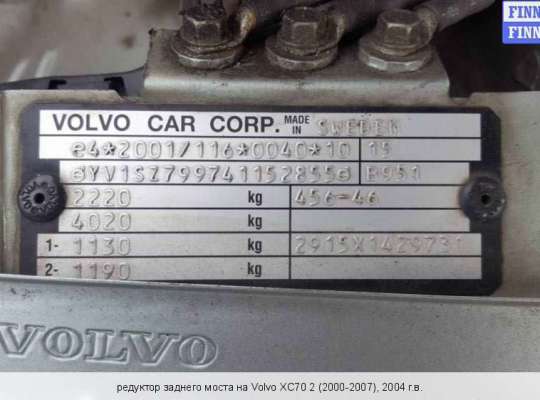 FINN
FINN
VOLVO CAR CORP. MADE IN SWEDEN
e4*2001/116*0040*10 15
YV1SZ799741152855 B951
2220 kg 456-46
4020 kg
1- 1130 kg 2915X1429731
2- 1190 kg
VOLVO
редуктор заднего моста на Volvo XC70 2 (2000-2007), 2004 г.в.